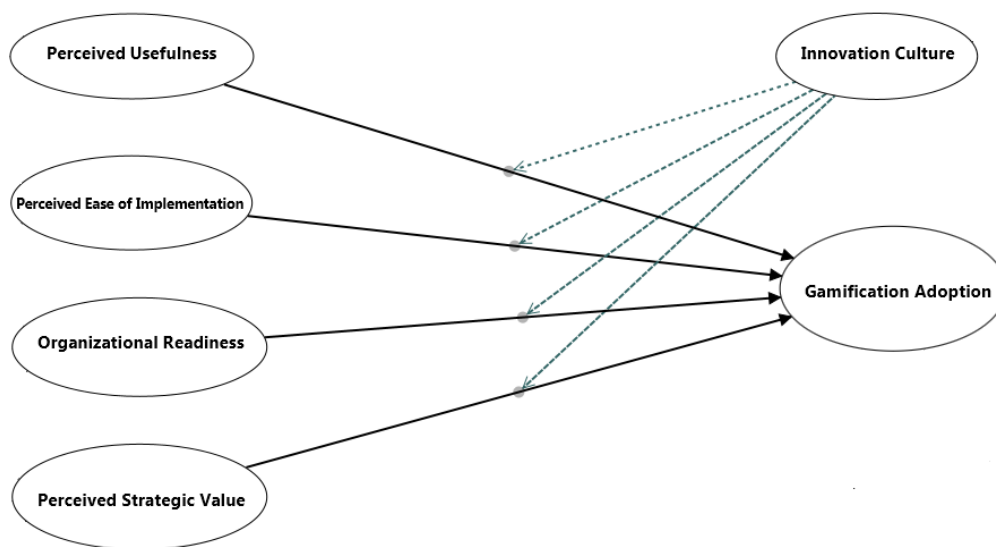 Perceived Usefulness
Innovation Culture
Perceived Ease of Implementation
Gamification Adoption
Organizational Readiness
Perceived Strategic Value